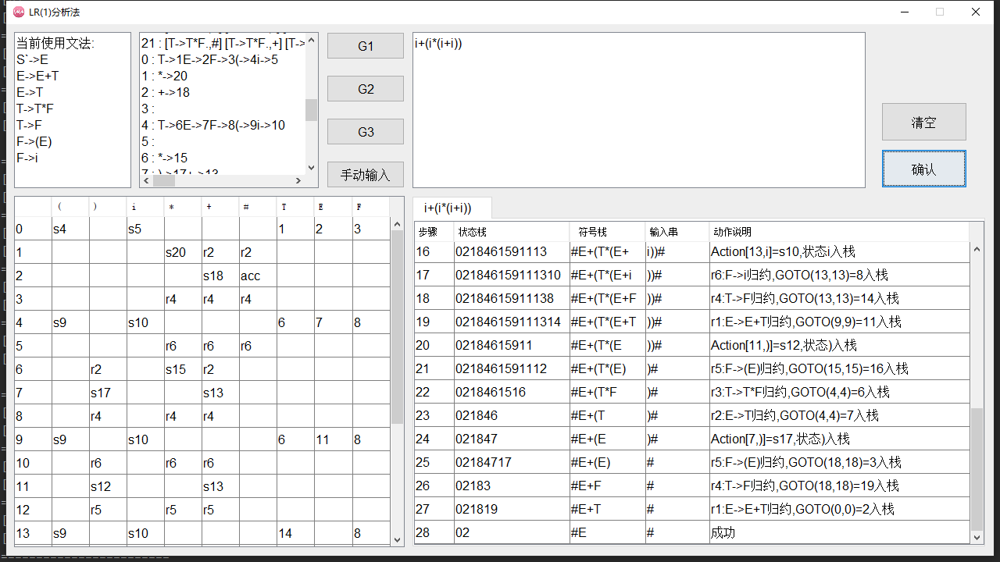 LR(1)分析法
当前使用文法:
S`->E
E->E+T
E->T
T->T*F
T->F
F->(E)
F->i
21 : [T->T*F.,#] [T->T*F.,+] [T->
0 : T->1E->2F->3(->4i->5
1 : *->20
2 : +->18
3 :
4 : T->6E->7F->8(->9i->10
5 :
6 : *->15
7 : )->17+->13
G1
G2
G3
手动输入
i+(i*(i+i))
清空
确认
( ) i * + # T E F
0 s4 s5 1 2 3
1 s20 r2 r2
2 s18 acc
3 r4 r4 r4
4 s9 s10 6 7 8
5 r6 r6 r6
6 r2 s15 r2
7 s17 s13
8 r4 r4 r4
9 s9 s10 6 11 8
10 r6 r6 r6
11 s12 s13
12 r5 r5 r5
13 s9 s10 14 8
i+(i*(i+i))
步骤 状态栈 符号栈 输入串 动作说明
16 0218461591113 #E+(T*(E+ i))# Action[13,i]=s10,状态i入栈
17 021846159111310 #E+(T*(E+i ))# r6:F->i归约,GOTO(13,13)=8入栈
18 02184615911138 #E+(T*(E+F ))# r4:T->F归约,GOTO(13,13)=14入栈
19 021846159111314 #E+(T*(E+T ))# r1:E->E+T归约,GOTO(9,9)=11入栈
20 02184615911 #E+(T*(E ))# Action[11,)]=s12,状态)入栈
21 0218461591112 #E+(T*(E) )# r5:F->(E)归约,GOTO(15,15)=16入栈
22 0218461516 #E+(T*F )# r3:T->T*F归约,GOTO(4,4)=6入栈
23 021846 #E+(T )# r2:E->T归约,GOTO(4,4)=7入栈
24 021847 #E+(E )# Action[7,)]=s17,状态)入栈
25 02184717 #E+(E) # r5:F->(E)归约,GOTO(18,18)=3入栈
26 02183 #E+F # r4:T->F归约,GOTO(18,18)=19入栈
27 021819 #E+T # r1:E->E+T归约,GOTO(0,0)=2入栈
28 02 #E # 成功